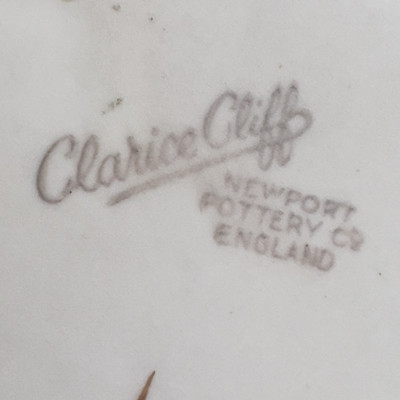 Clarice Cliff
NEWPORT
POTTERY Co
ENGLAND